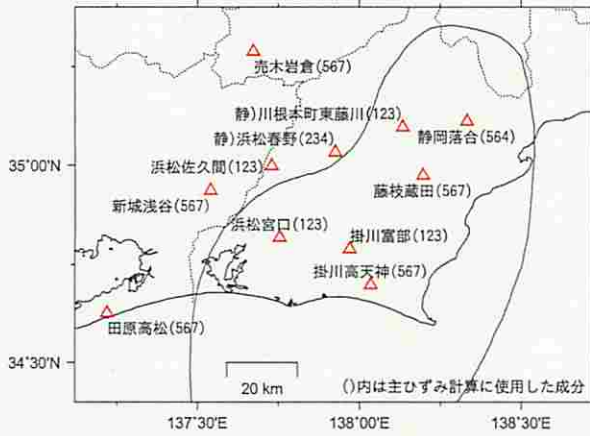 売木岩倉(567)
静)川根本町東藤川(123)
静岡落合(564)
静)浜松春野(234)
35°00'N
浜松佐久間(123)
藤枝蔵田(567)
新城浅谷(567)
浜松宮口(123)
掛川富部(123)
掛川高天神(567)
田原高松(567)
34°30'N
20 km
()内は主ひずみ計算に使用した成分
137°30'E
138°00'E
138°30'E